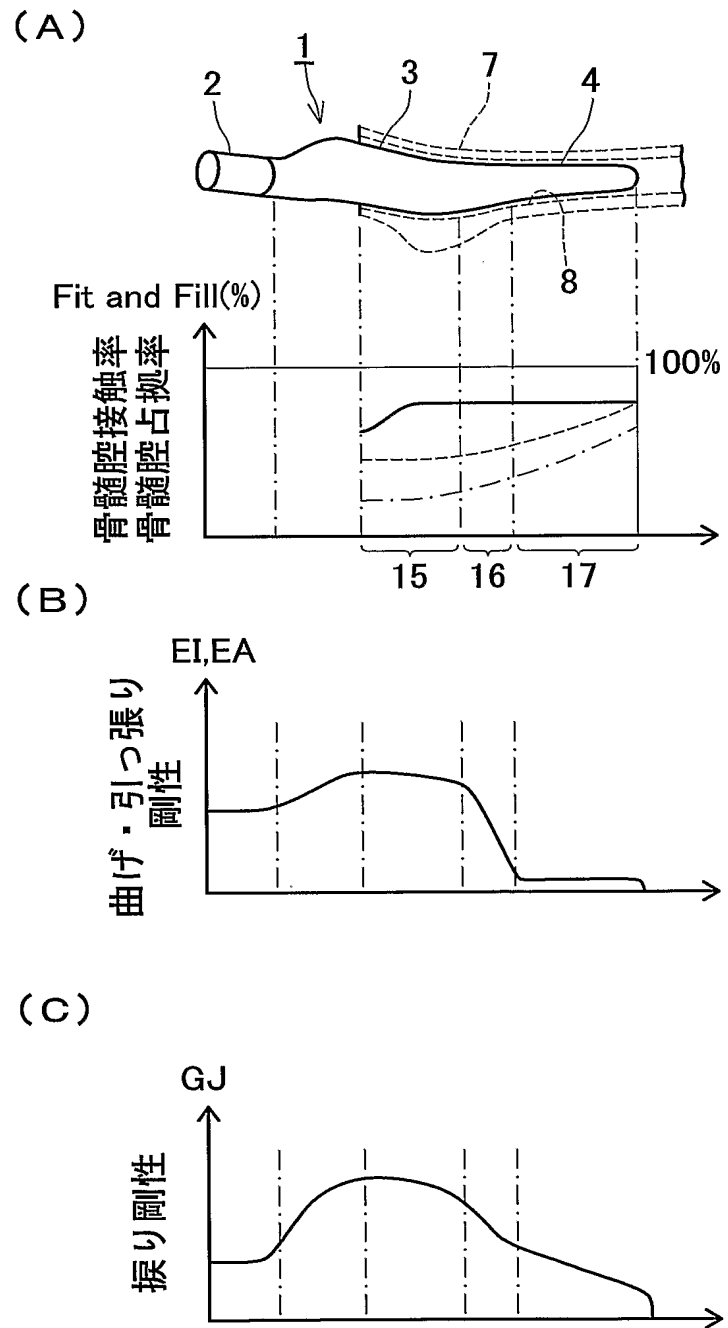 (A)
1
2
3
7
4
8
Fit and Fill(%)
骨髄腔接触率
骨髄腔占拠率
100%
15
16
17
(B)
EI,EA
曲げ・引っ張り
剛性
(C)
GJ
捩り剛性